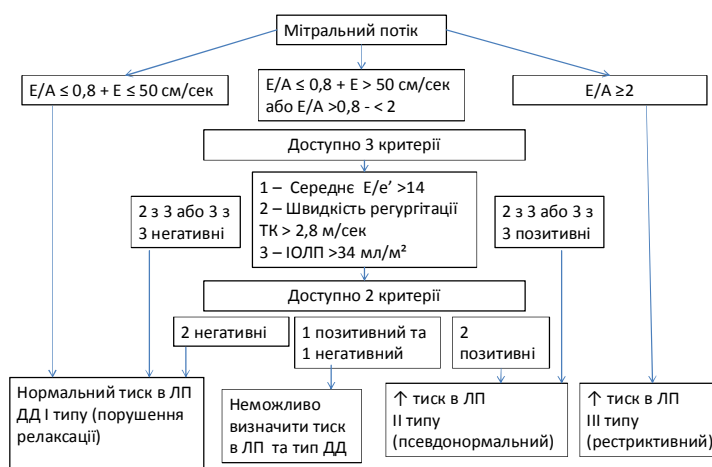 Мітральний потік
E/A ≤ 0,8 + E ≤ 50 см/сек
E/A ≤ 0,8 + E > 50 см/сек
або E/A >0,8 - < 2
E/A ≥2
Доступно 3 критерії
2 з 3 або 3 з
3 негативні
1 – Середнє E/e’ >14
2 – Швидкість регургітації
ТК > 2,8 м/сек
3 – ІОЛП >34 мл/м²
2 з 3 або 3 з
3 позитивні
Доступно 2 критерії
2 негативні
1 позитивний та
1 негативний
2
позитивні
Нормальний тиск в ЛП
ДД І типу (порушення
релаксації)
Неможливо
визначити тиск
в ЛП та тип ДД
↑ тиск в ЛП
ІІ типу
(псевдонормальний)
↑ тиск в ЛП
ІІІ типу
(рестриктивний)